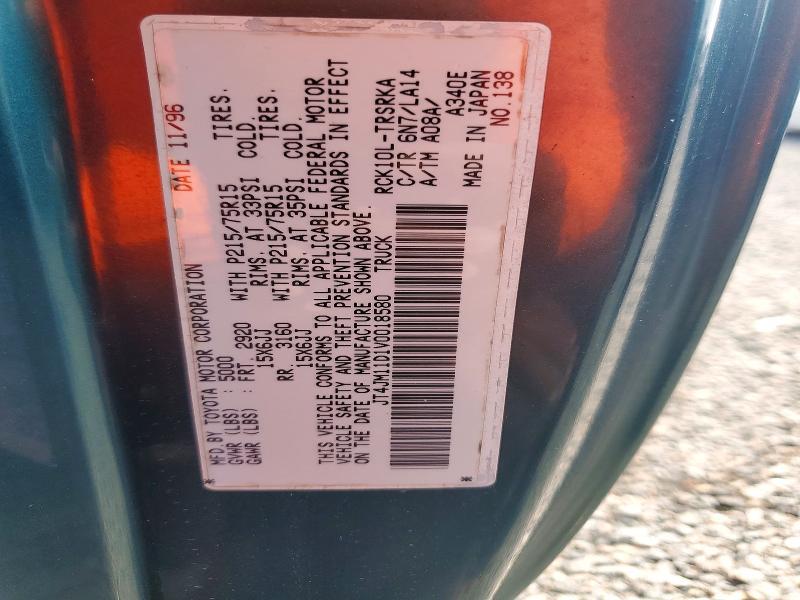 MFD BY TOYOTA MOTOR CORPORATION DATE 11/96
GVWR (LBS) : 5000
GAWR (LBS) : FRT. 2920 WITH P215/75R15 TIRES.
15X6JJ RIMS. AT 33PSI COLD.
RR. 3160 WITH P215/75R15 TIRES.
15X6JJ RIMS. AT 35PSI COLD.
THIS VEHICLE CONFORMS TO ALL APPLICABLE FEDERAL MOTOR
VEHICLE SAFETY AND THEFT PREVENTION STANDARDS IN EFFECT
ON THE DATE OF MANUFACTURE SHOWN ABOVE.
JT4JM11D1V0018580 TRUCK RCK10L-TRSRKA
C/TR 6N7/LA14
A/TM A08A/ A340E
MADE IN JAPAN
NO.138